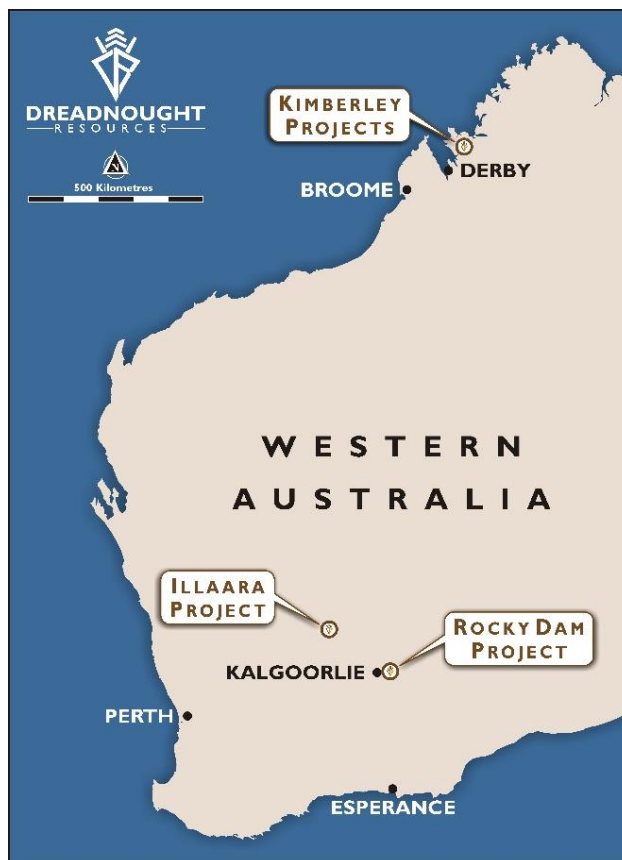 DREADNOUGHT
RESOURCES
N
500 Kilometres
KIMBERLEY
PROJECTS
DERBY
BROOME
WESTERN
AUSTRALIA
ILLAARA
PROJECT
ROCKY DAM
PROJECT
KALGOORLIE
PERTH
ESPERANCE